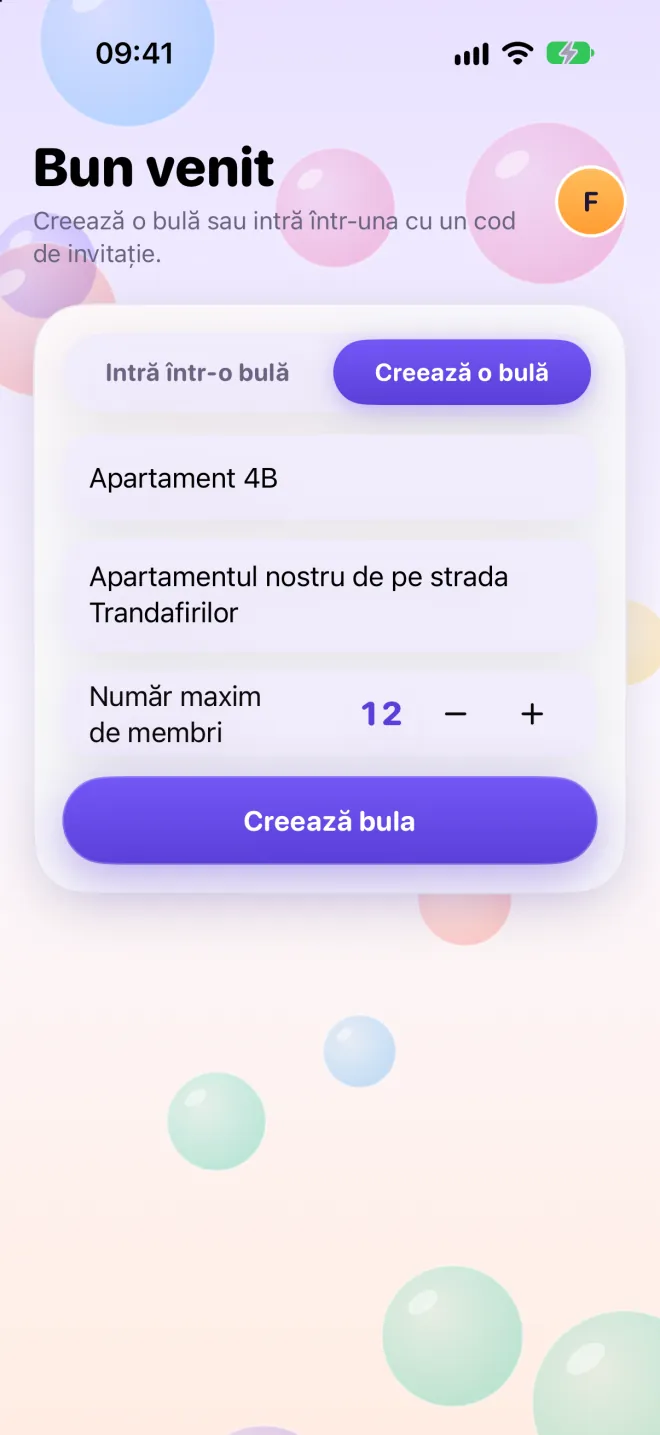 09:41
Bun venit
Creează o bulă sau intră într-una cu un cod
de invitație.
F
Intră într-o bulă
Creează o bulă
Apartament 4B
Apartamentul nostru de pe strada
Trandafirilor
Număr maxim
de membri
12
Creează bula